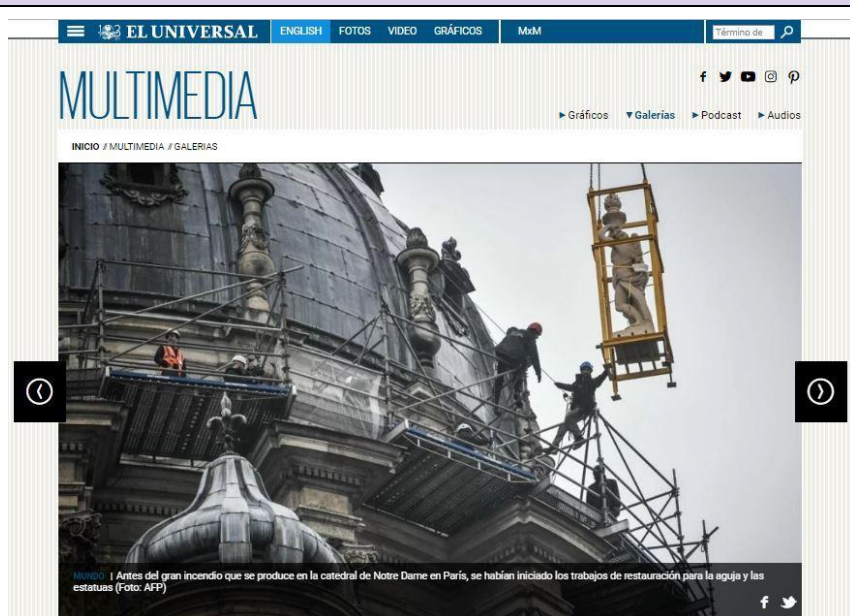 EL UNIVERSAL ENGLISH FOTOS VIDEO GRÁFICOS MxM Término de
MULTIMEDIA
Gráficos Galerías Podcast Audios
INICIO // MULTIMEDIA // GALERIAS
MUNDO | Antes del gran incendio que se produce en la catedral de Notre Dame en París, se habían iniciado los trabajos de restauración para la aguja y las
estatuas (Foto: AFP)